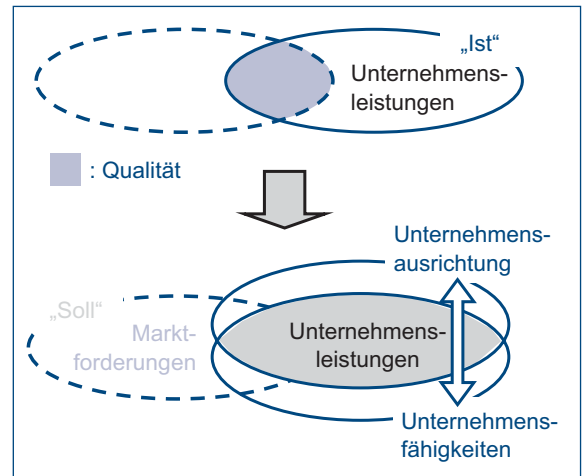 „Ist“
Unternehmens-
leistungen
: Qualität
Unternehmens-
ausrichtung
„Soll“
Markt-
forderungen
Unternehmens-
leistungen
Unternehmens-
fähigkeiten